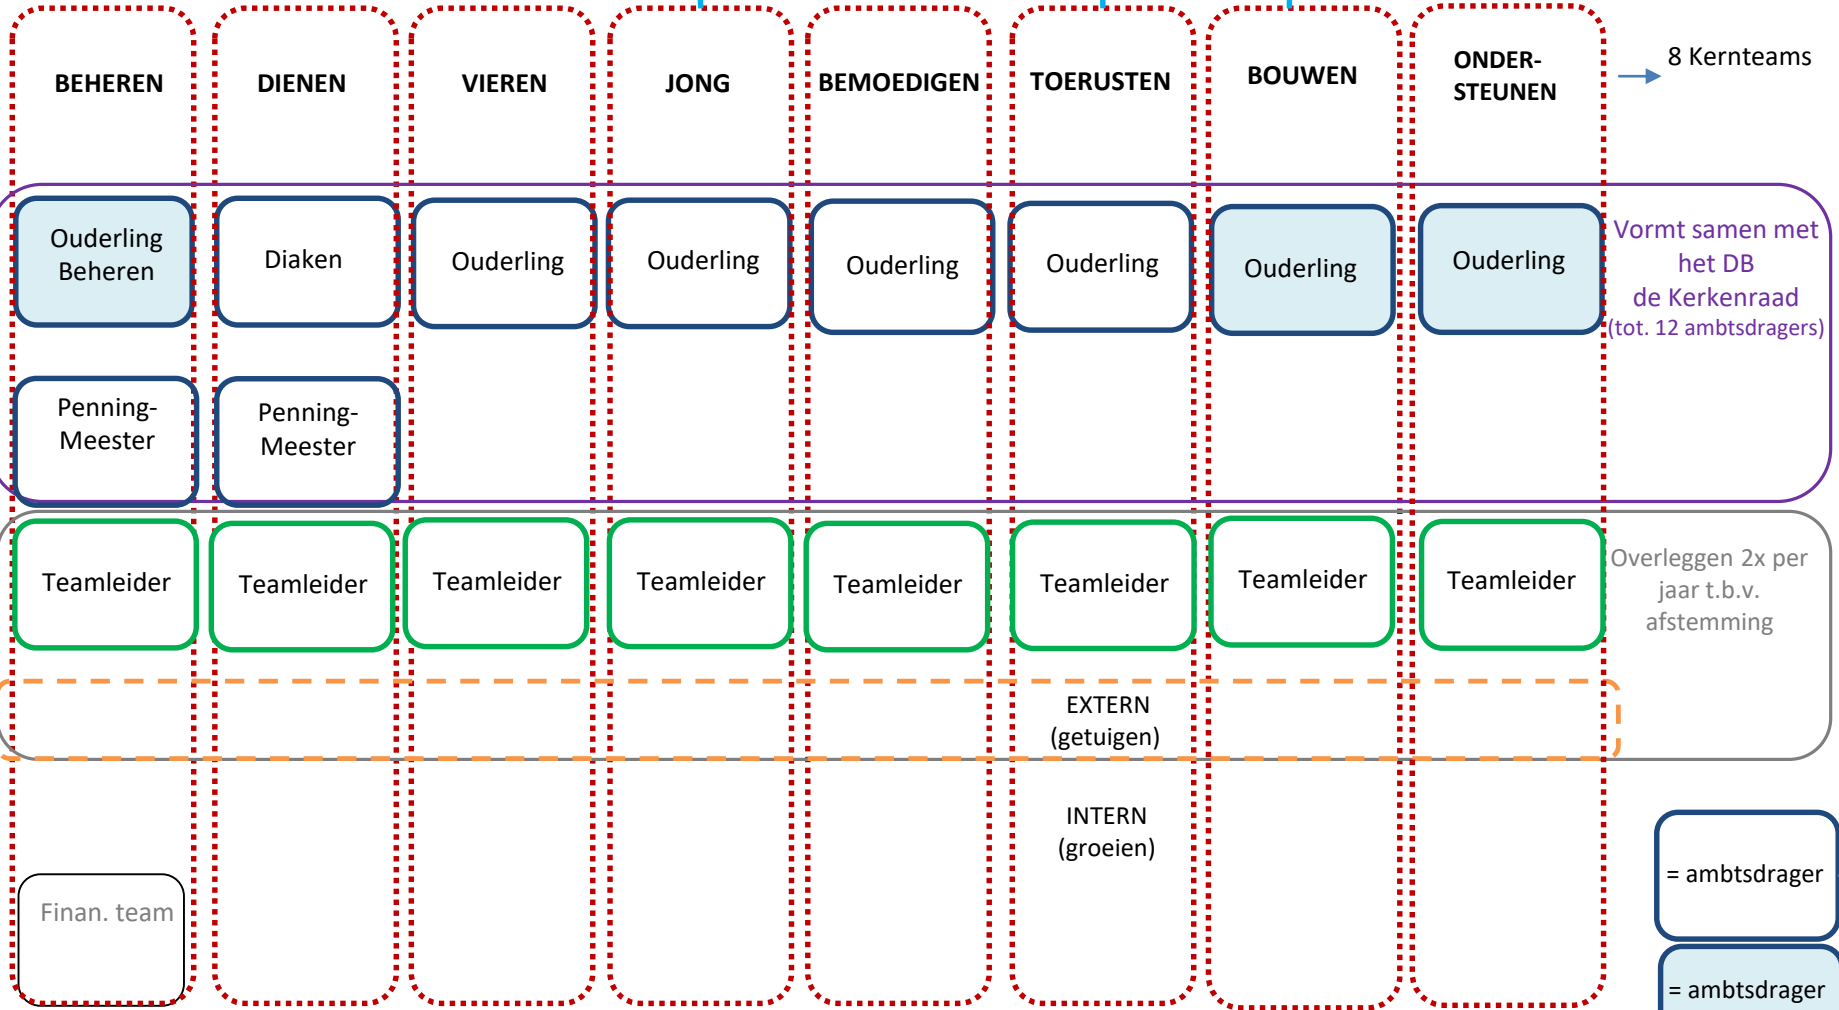 BEHEREN
DIENEN
VIEREN
JONG
BEMOEDIGEN
TOERUSTEN
BOUWEN
ONDER-
STEUNEN
8 Kernteams
Ouderling
Beheren
Diaken
Ouderling
Ouderling
Ouderling
Ouderling
Ouderling
Ouderling
Vormt samen met
het DB
de Kerkenraad
(tot. 12 ambtsdragers)
Penning-
Meester
Penning-
Meester
Teamleider
Teamleider
Teamleider
Teamleider
Teamleider
Teamleider
Teamleider
Teamleider
Overleggen 2x per
jaar t.b.v.
afstemming
EXTERN
(getuigen)
INTERN
(groeien)
Finan. team
= ambtsdrager
= ambtsdrager